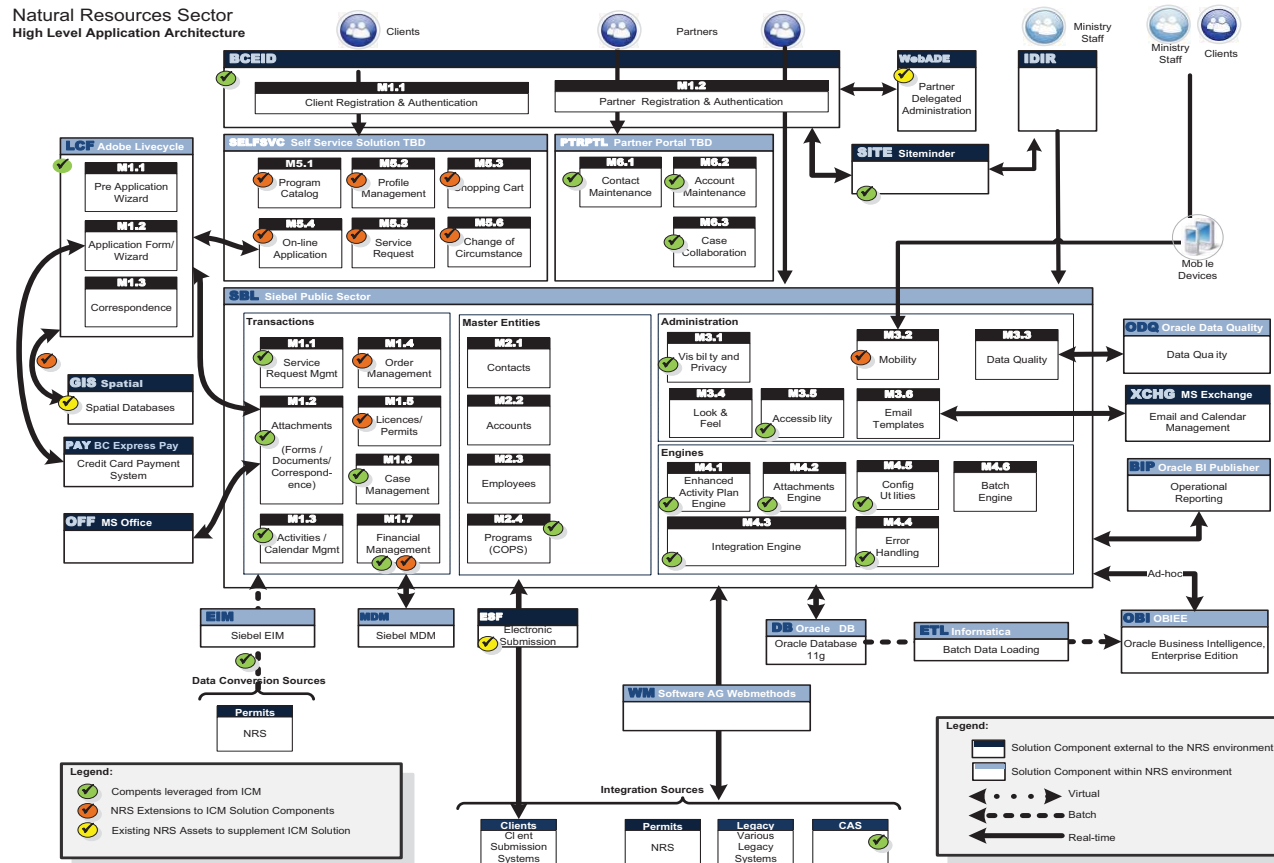 Natural Resources Sector
High Level Application Architecture
Clients
Partners
Ministry
Staff
Ministry
Staff
Clients
BCEID
M1.1
Client Registration & Authentication
M1.2
Partner Registration & Authentication
WebADE
Partner
Delegated
Administration
IDIR
SITE Siteminder
LCF Adobe Livecycle
M1.1
Pre Application
Wizard
M1.2
Application Form/
Wizard
M1.3
Correspondence
SELFSVC Self Service Solution TBD
M5.1
Program
Catalog
M5.2
Profile
Management
M5.3
Shopping Cart
M5.4
On-line
Application
M5.5
Service
Request
M5.6
Change of
Circumstance
PTRPTL Partner Portal TBD
M6.1
Contact
Maintenance
M6.2
Account
Maintenance
M6.3
Case
Collaboration
Mob le
Devices
SBL Siebel Public Sector
Transactions
M1.1
Service
Request Mgmt
M1.4
Order
Management
M1.2
Attachments
(Forms /
Documents/
Correspond-
ence)
M1.5
Licences/
Permits
M1.6
Case
Management
M1.3
Activities /
Calendar Mgmt
M1.7
Financial
Management
Master Entities
M2.1
Contacts
M2.2
Accounts
M2.3
Employees
M2.4
Programs
(COPS)
Administration
M3.1
Vis bil ty and
Privacy
M3.2
Mobility
M3.3
Data Quality
M3.4
Look &
Feel
M3.5
Accessib lity
M3.6
Email
Templates
Engines
M4.1
Enhanced
Activity Plan
Engine
M4.2
Attachments
Engine
M4.5
Config
Ut lities
M4.6
Batch
Engine
M4.3
Integration Engine
M4.4
Error
Handling
GIS Spatial
Spatial Databases
PAY BC Express Pay
Credit Card Payment
System
OFF MS Office
ODQ Oracle Data Quality
Data Qua ity
XCHG MS Exchange
Email and Calendar
Management
BIP Oracle BI Publisher
Operational
Reporting
Ad-hoc
OBI OBIEE
Oracle Business Intelligence,
Enterprise Edition
EIM
Siebel EIM
MDM
Siebel MDM
ESF
Electronic
Submission
DB Oracle DB
Oracle Database
11g
ETL Informatica
Batch Data Loading
Data Conversion Sources
Permits
NRS
WM Software AG Webmethods
Integration Sources
Clients
Cl ent
Submission
Systems
Permits
NRS
Legacy
Various
Legacy
Systems
CAS
Legend:
Compents leveraged from ICM
NRS Extensions to ICM Solution Components
Existing NRS Assets to supplement ICM Solution
Legend:
Solution Component external to the NRS environment
Solution Component within NRS environment
Virtual
Batch
Real-time